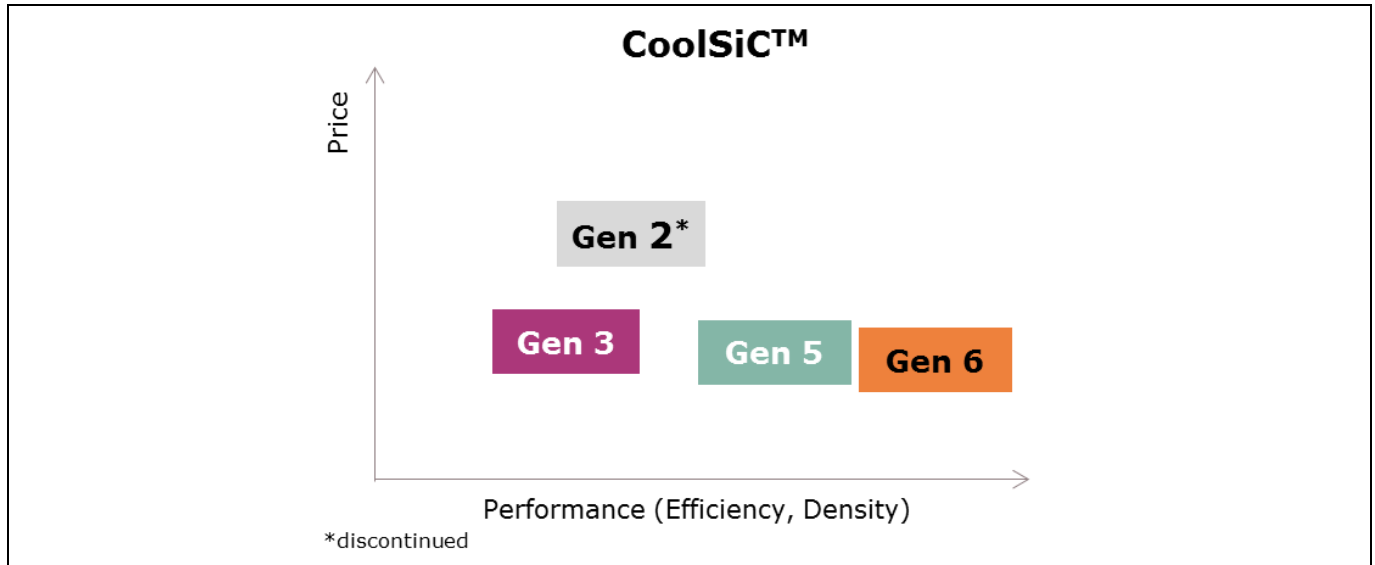 CoolSiC™
Price
Gen 2*
Gen 3
Gen 5
Gen 6
Performance (Efficiency, Density)
*discontinued